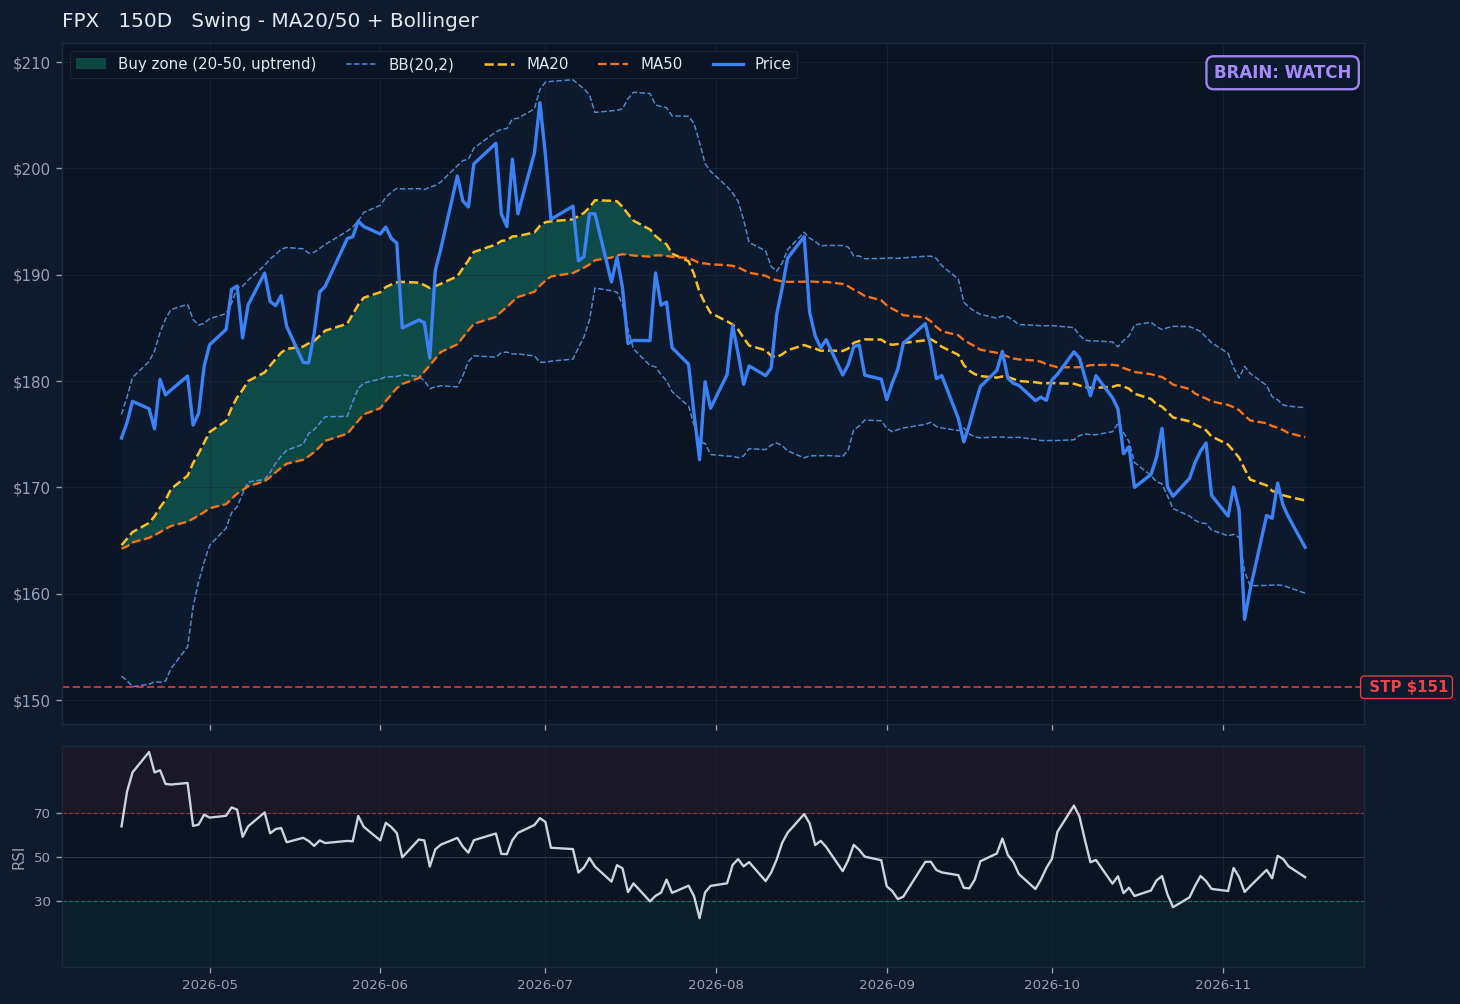 FPX   150D   Swing - MA20/50 + Bollinger
Buy zone (20-50, uptrend)   BB(20,2)   MA20   MA50   Price
BRAIN: WATCH
$210
$200
$190
$180
$170
$160
$150
STP $151
RSI
70
50
30
2026-05   2026-06   2026-07   2026-08   2026-09   2026-10   2026-11